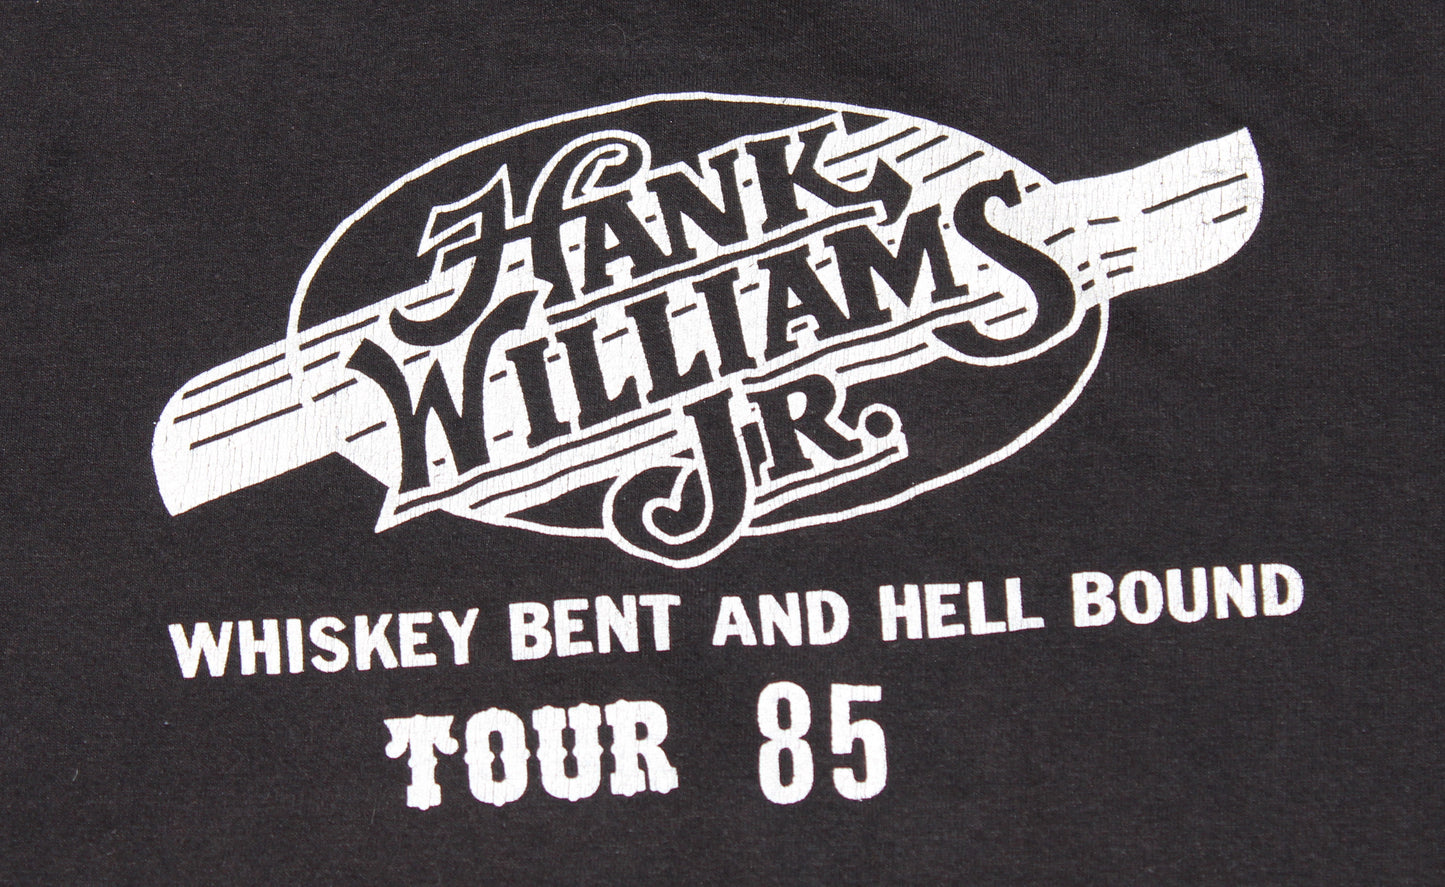 HANK
WILLIAMS
JR.
WHISKEY BENT AND HELL BOUND
TOUR 85